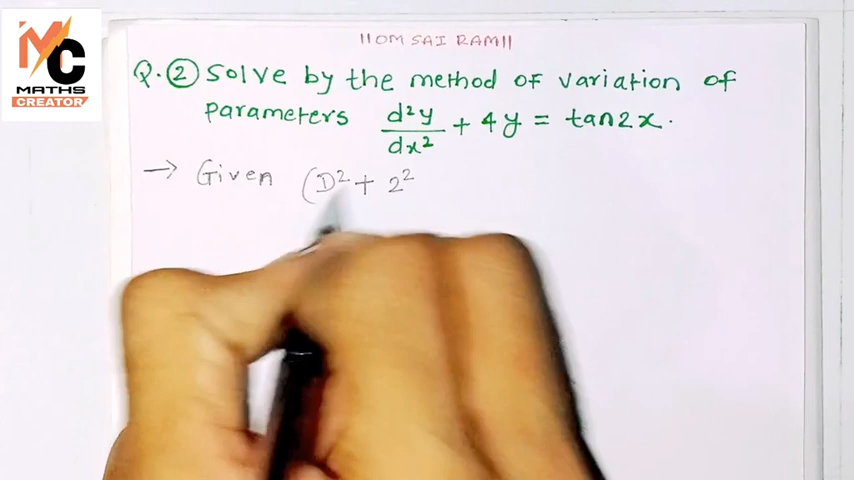 MC
MATHS
CREATOR
||OM SAI RAM||
Q.② Solve by the method of variation of
Parameters d²y/dx² + 4y = tan2x.
→ Given (D² + 2²